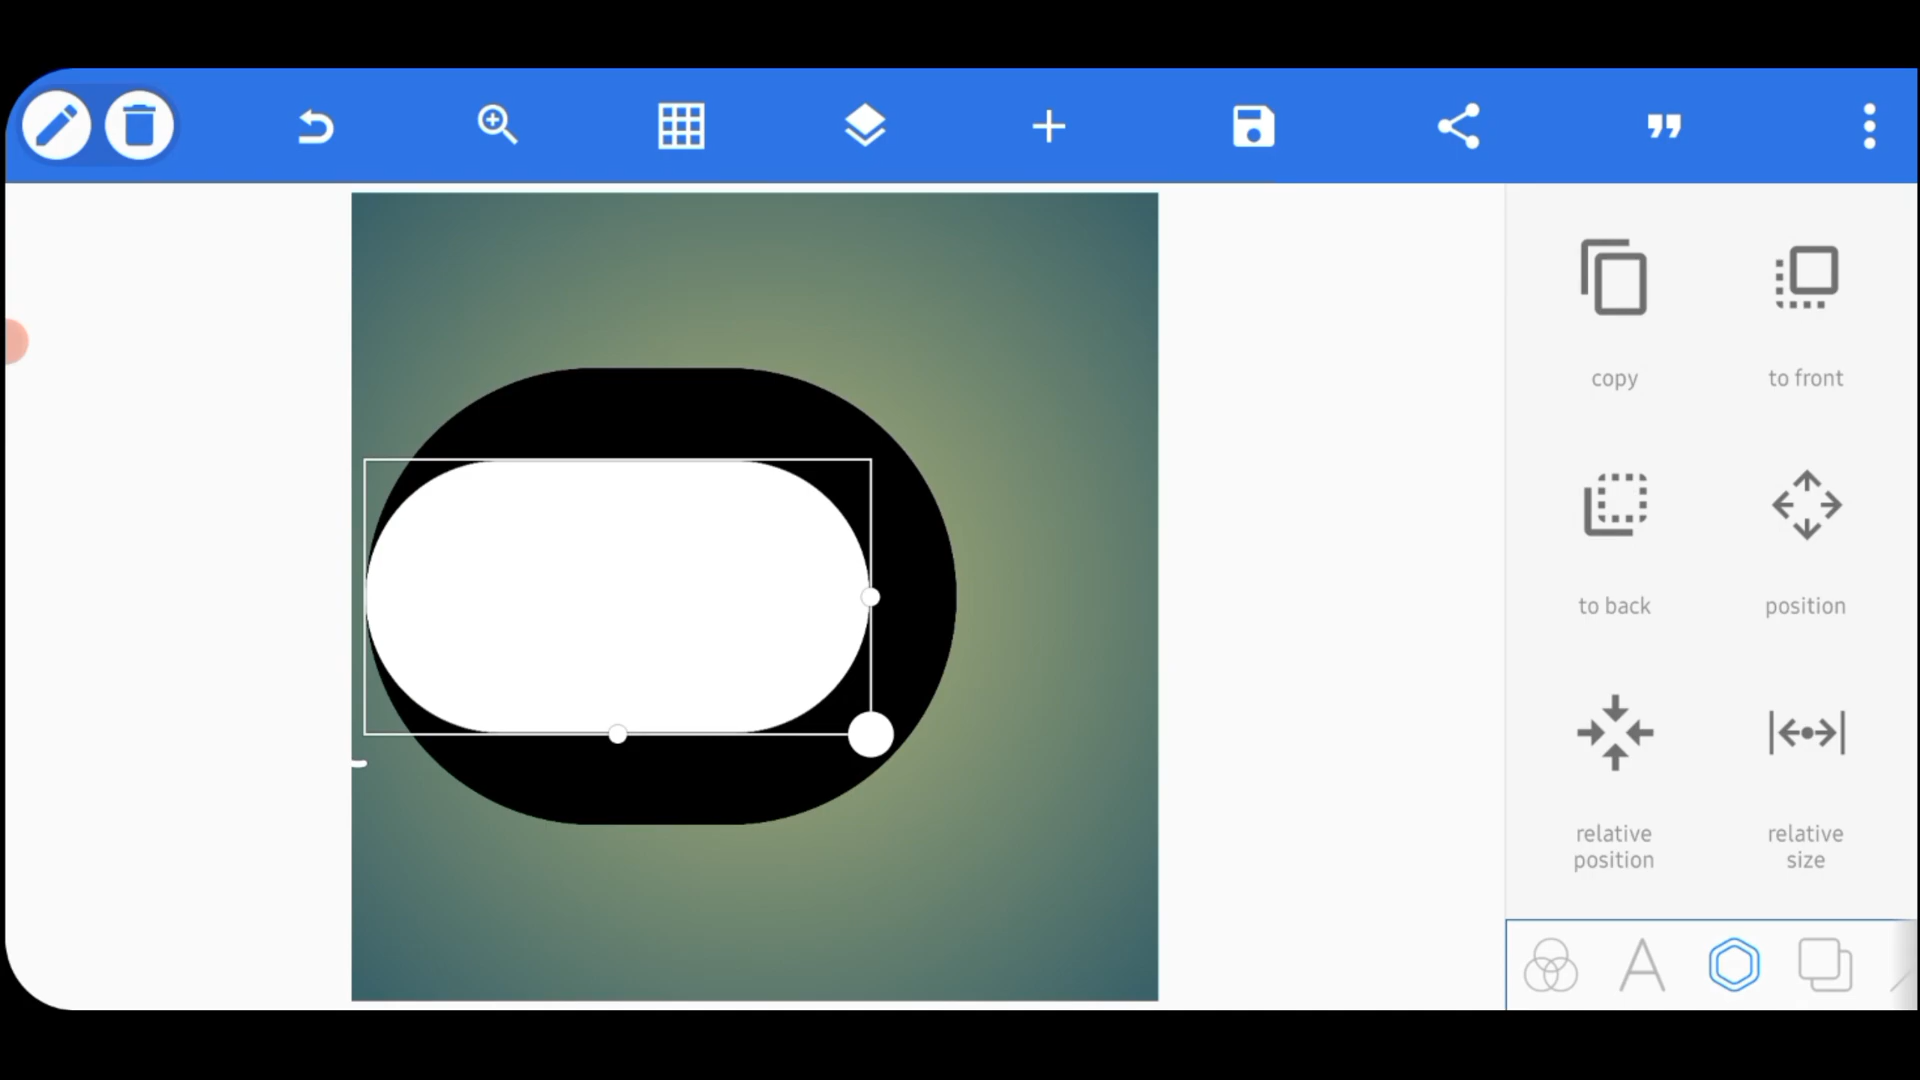 copy
to front
to back
position
relative
position
relative
size